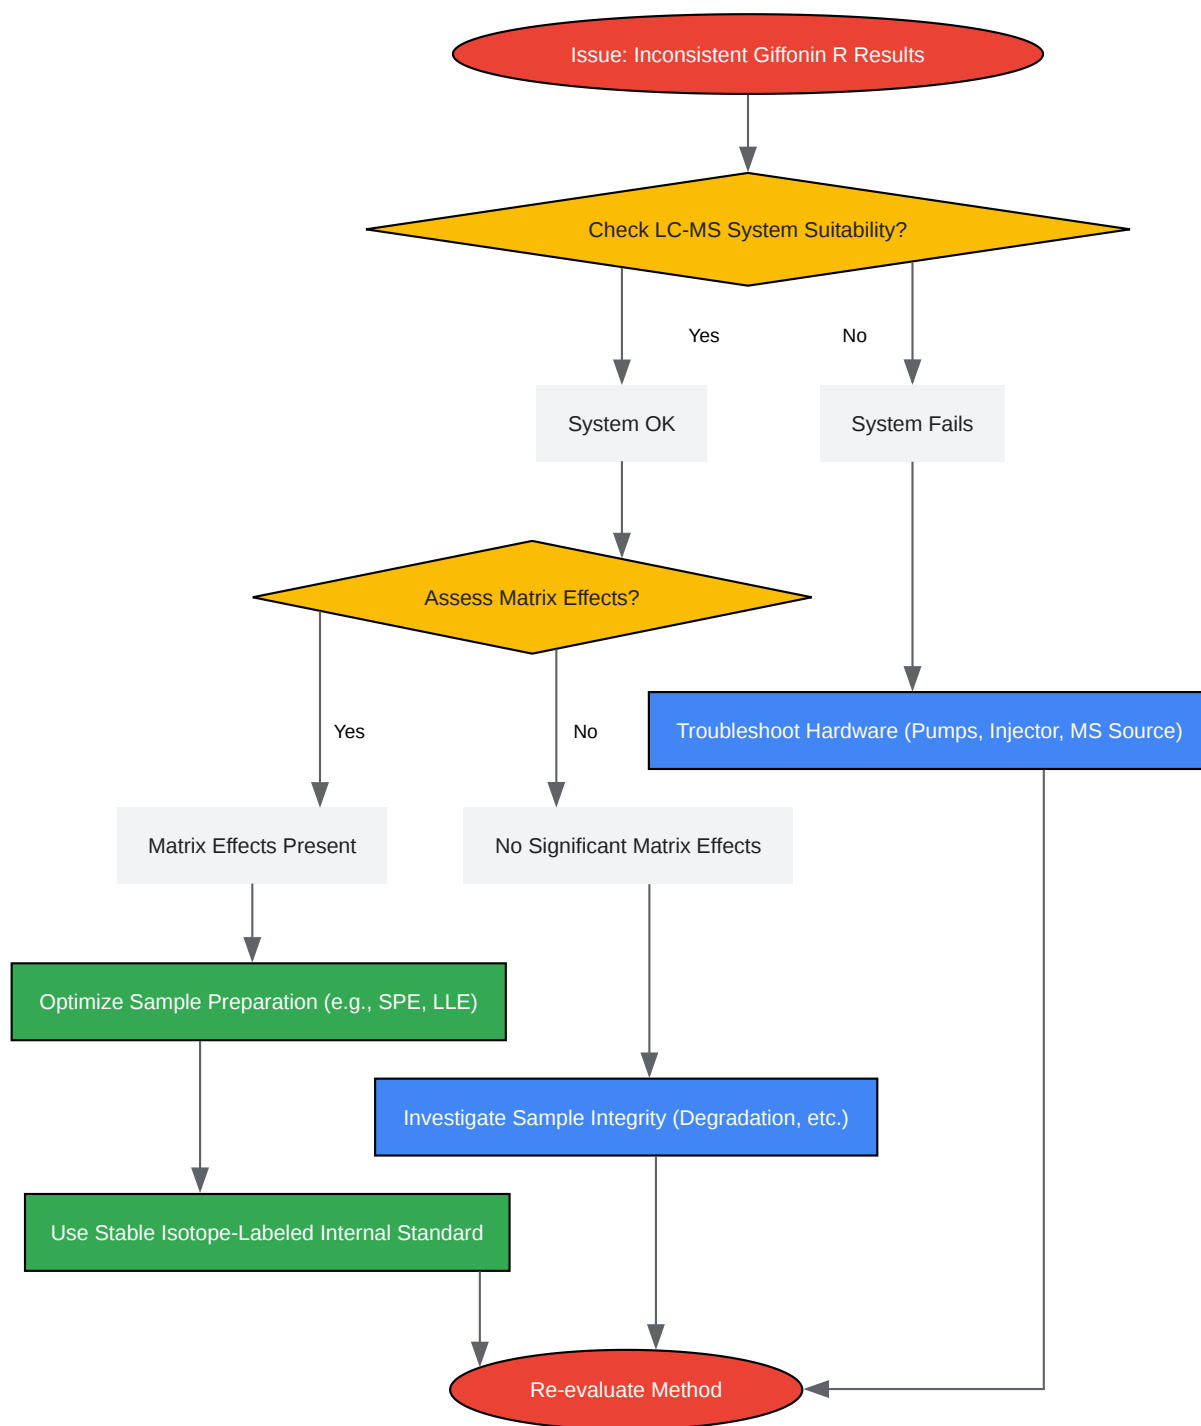 Issue: Inconsistent Giffonin R Results
Check LC-MS System Suitability?
Yes
No
System OK
System Fails
Assess Matrix Effects?
Yes
No
Troubleshoot Hardware (Pumps, Injector, MS Source)
Matrix Effects Present
No Significant Matrix Effects
Optimize Sample Preparation (e.g., SPE, LLE)
Investigate Sample Integrity (Degradation, etc.)
Use Stable Isotope-Labeled Internal Standard
Re-evaluate Method